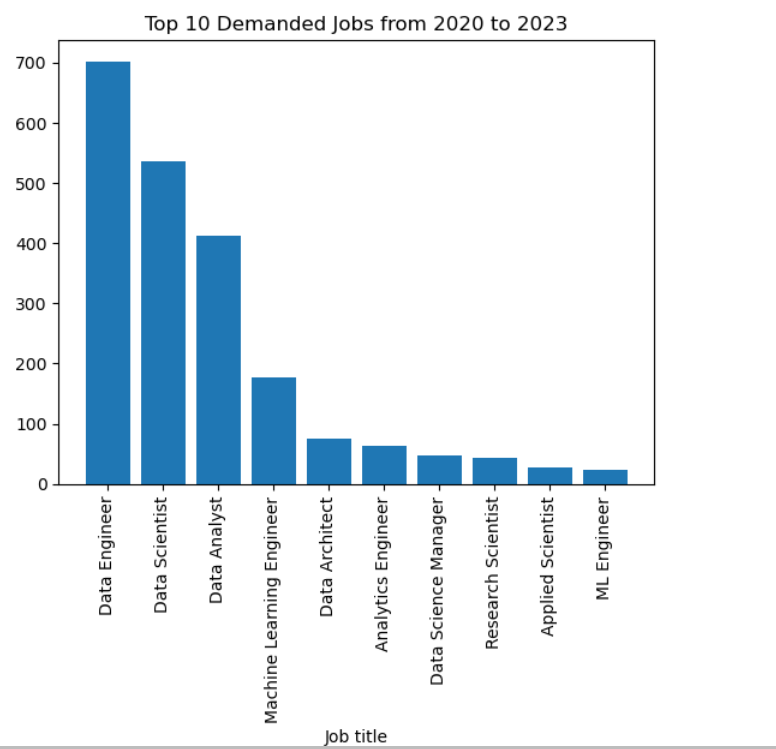 Top 10 Demanded Jobs from 2020 to 2023
700
600
500
400
300
200
100
0
Data Engineer
Data Scientist
Data Analyst
Machine Learning Engineer
Data Architect
Analytics Engineer
Data Science Manager
Research Scientist
Applied Scientist
ML Engineer
Job title